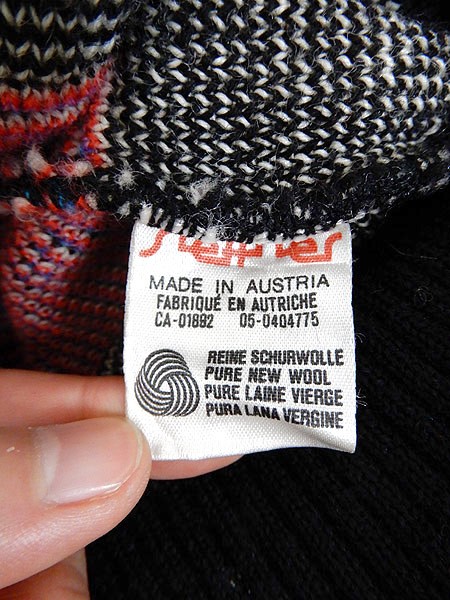 MADE IN AUSTRIA
FABRIQUÉ EN AUTRICHE
CA-01892 05-0404775
REINE SCHURWOLLE
PURE NEW WOOL
PURE LAINE VIERGE
PURA LANA VERGINE